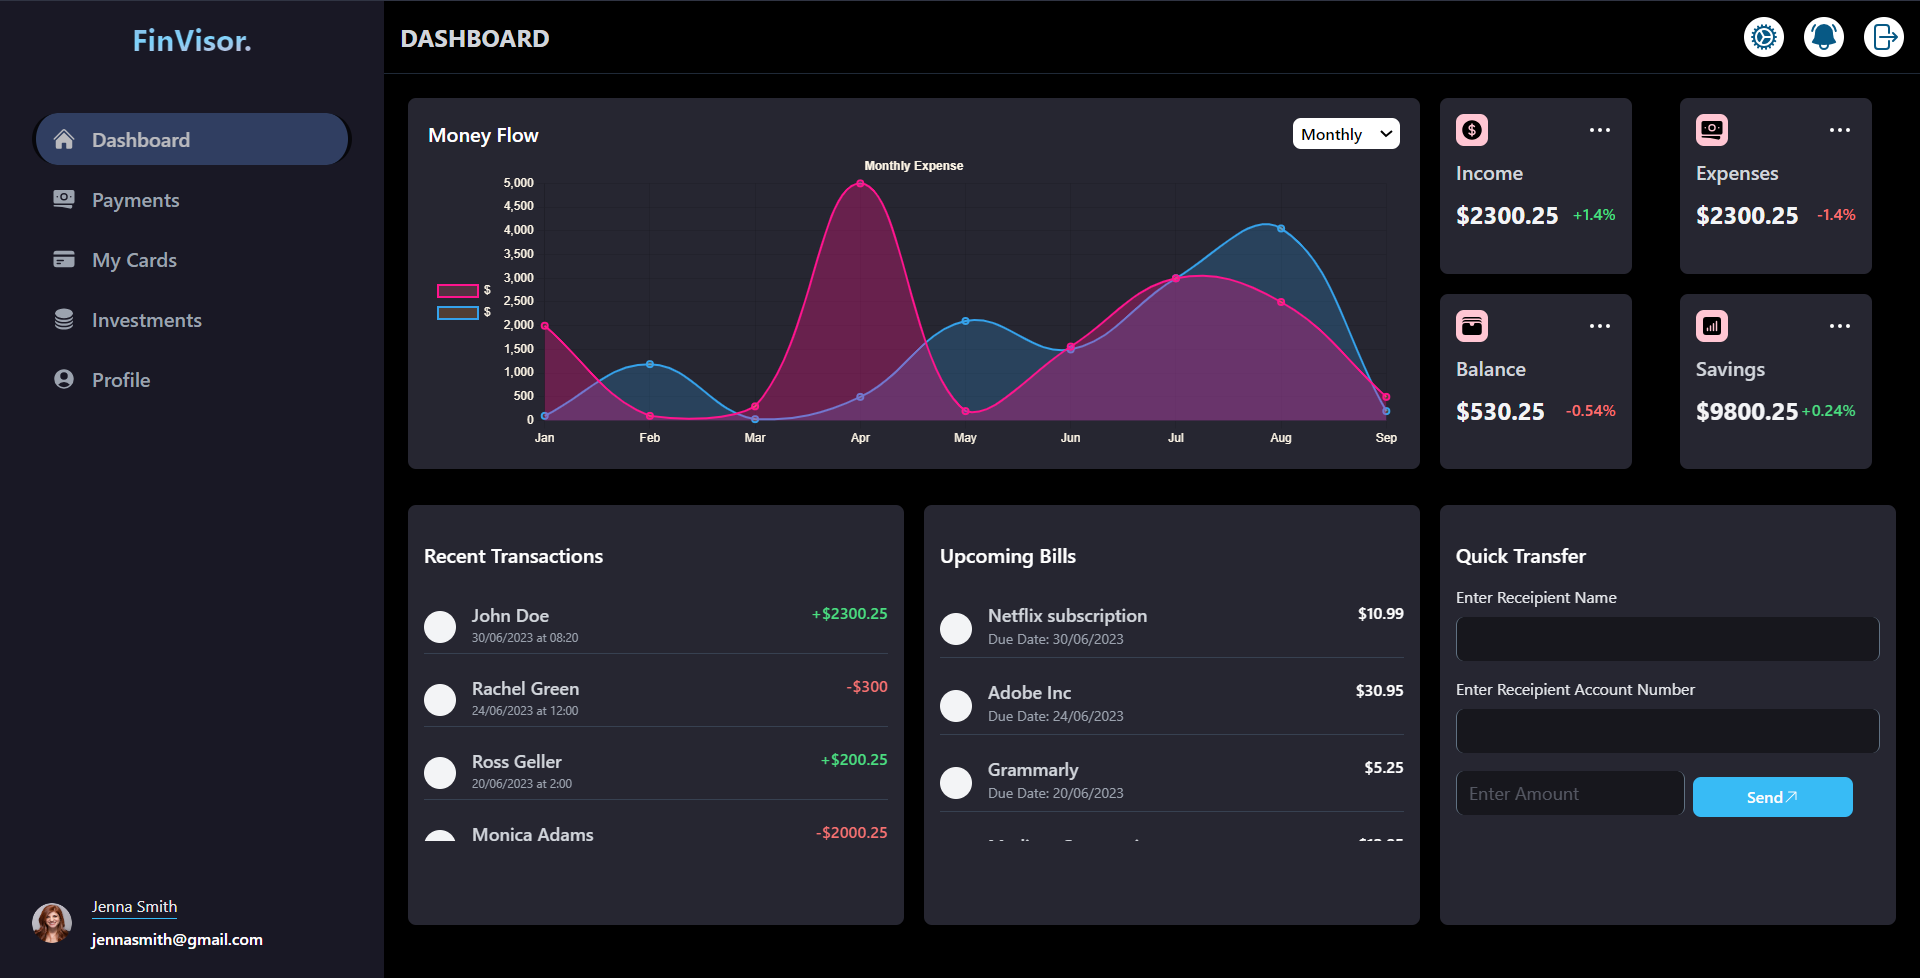 FinVisor.
Dashboard
Payments
My Cards
Investments
Profile
Jenna Smith
jennasmith@gmail.com
DASHBOARD
Money Flow
Monthly
Monthly Expense
$
$
5,000
4,500
4,000
3,500
3,000
2,500
2,000
1,500
1,000
500
0
Jan Feb Mar Apr May Jun Jul Aug Sep
Income
$2300.25 +1.4%
Expenses
$2300.25 -1.4%
Balance
$530.25 -0.54%
Savings
$9800.25 +0.24%
Recent Transactions
John Doe +$2300.25
30/06/2023 at 08:20
Rachel Green -$300
24/06/2023 at 12:00
Ross Geller +$200.25
20/06/2023 at 2:00
Monica Adams -$2000.25
Upcoming Bills
Netflix subscription $10.99
Due Date: 30/06/2023
Adobe Inc $30.95
Due Date: 24/06/2023
Grammarly $5.25
Due Date: 20/06/2023
Quick Transfer
Enter Receipient Name
Enter Receipient Account Number
Enter Amount
Send